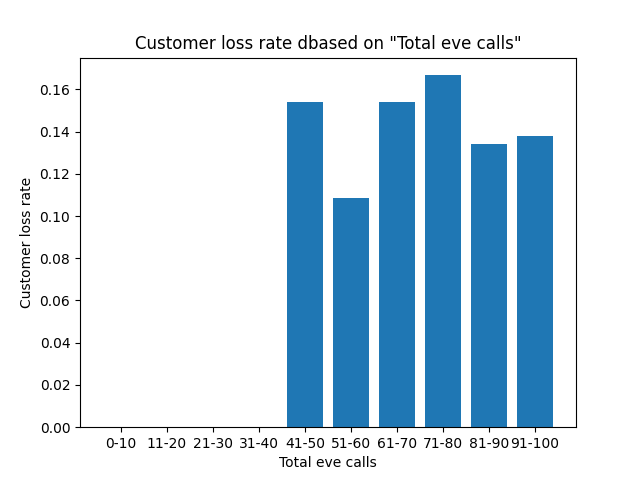 Customer loss rate dbased on "Total eve calls"
Customer loss rate
0.16
0.14
0.12
0.10
0.08
0.06
0.04
0.02
0.00
0-10 11-20 21-30 31-40 41-50 51-60 61-70 71-80 81-90 91-100
Total eve calls